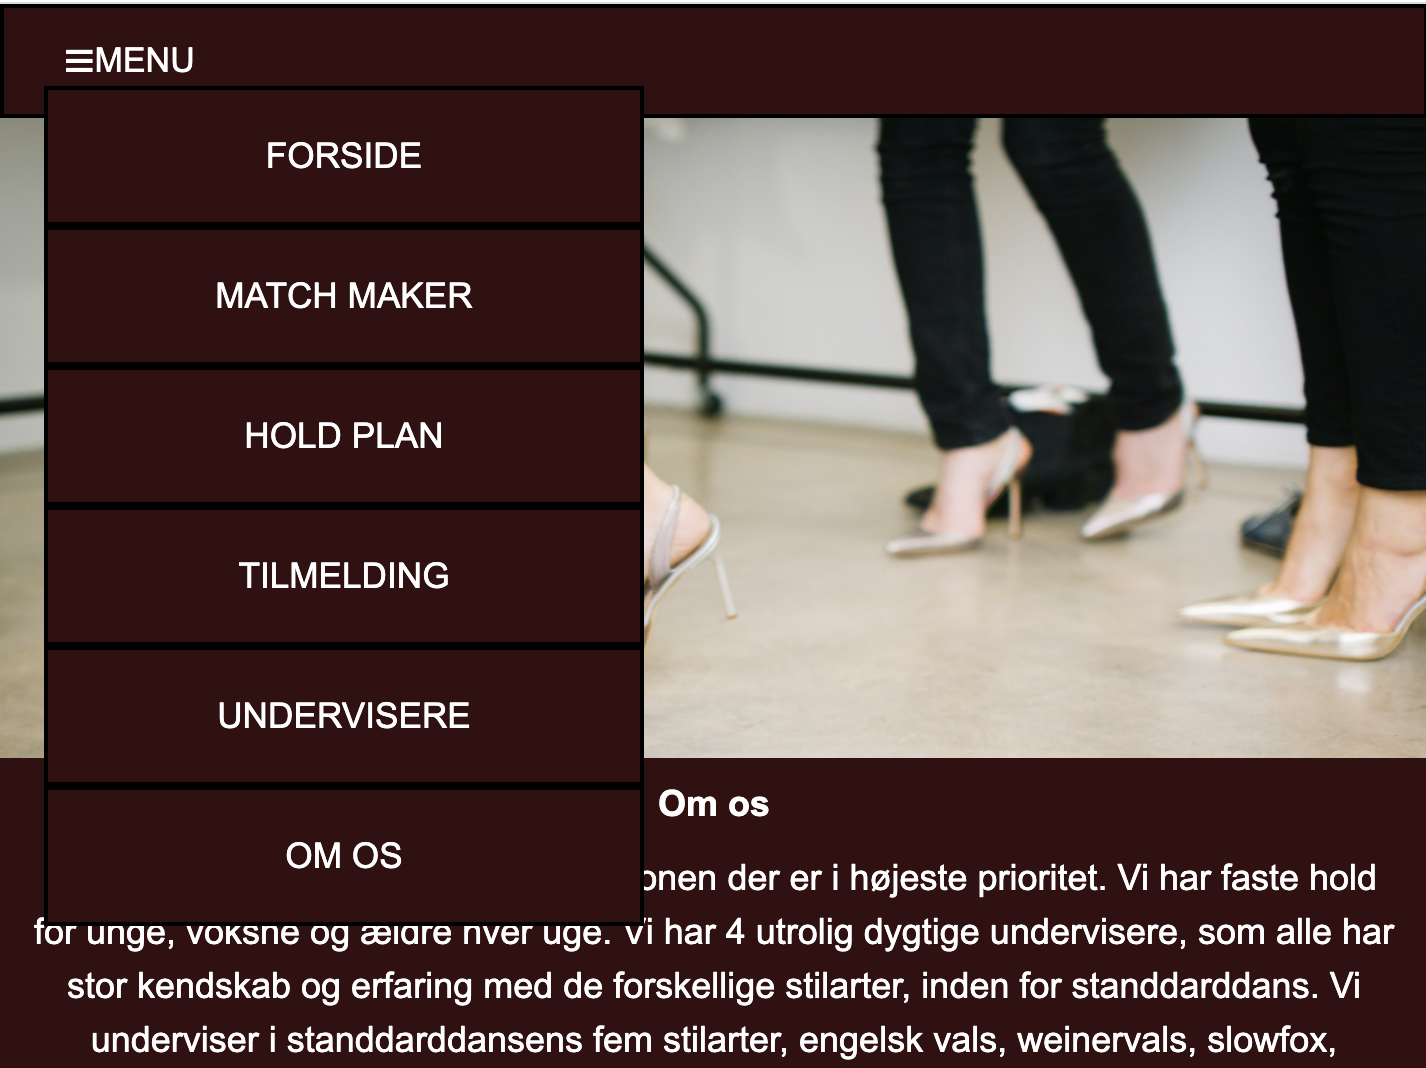 MENU
FORSIDE
MATCH MAKER
HOLD PLAN
TILMELDING
UNDERVISERE
OM OS
Om os
der er i højeste prioritet. Vi har faste hold
for unge, voksne og ældre hver uge. Vi har 4 utrolig dygtige undervisere, som alle har
stor kendskab og erfaring med de forskellige stilarter, inden for standdarddans. Vi
underviser i standdarddansens fem stilarter, engelsk vals, weinervals, slowfox,